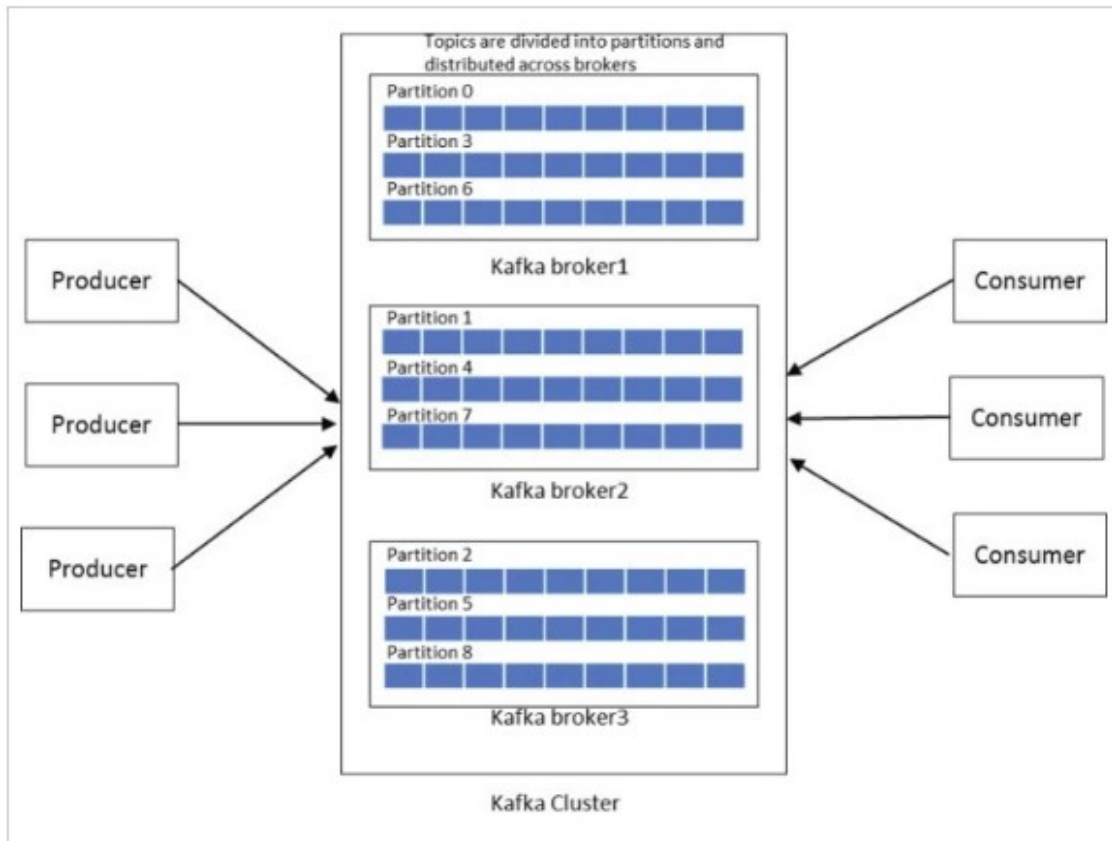 Topics are divided into partitions and
distributed across brokers
Partition 0
Partition 3
Partition 6
Kafka broker1
Producer
Producer
Producer
Partition 1
Partition 4
Partition 7
Kafka broker2
Consumer
Consumer
Consumer
Partition 2
Partition 5
Partition 8
Kafka broker3
Kafka Cluster